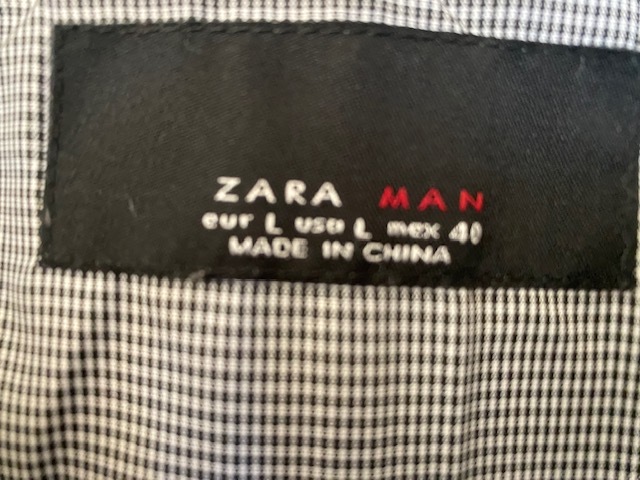 ZARA MAN
eur L usa L mex 40
MADE IN CHINA